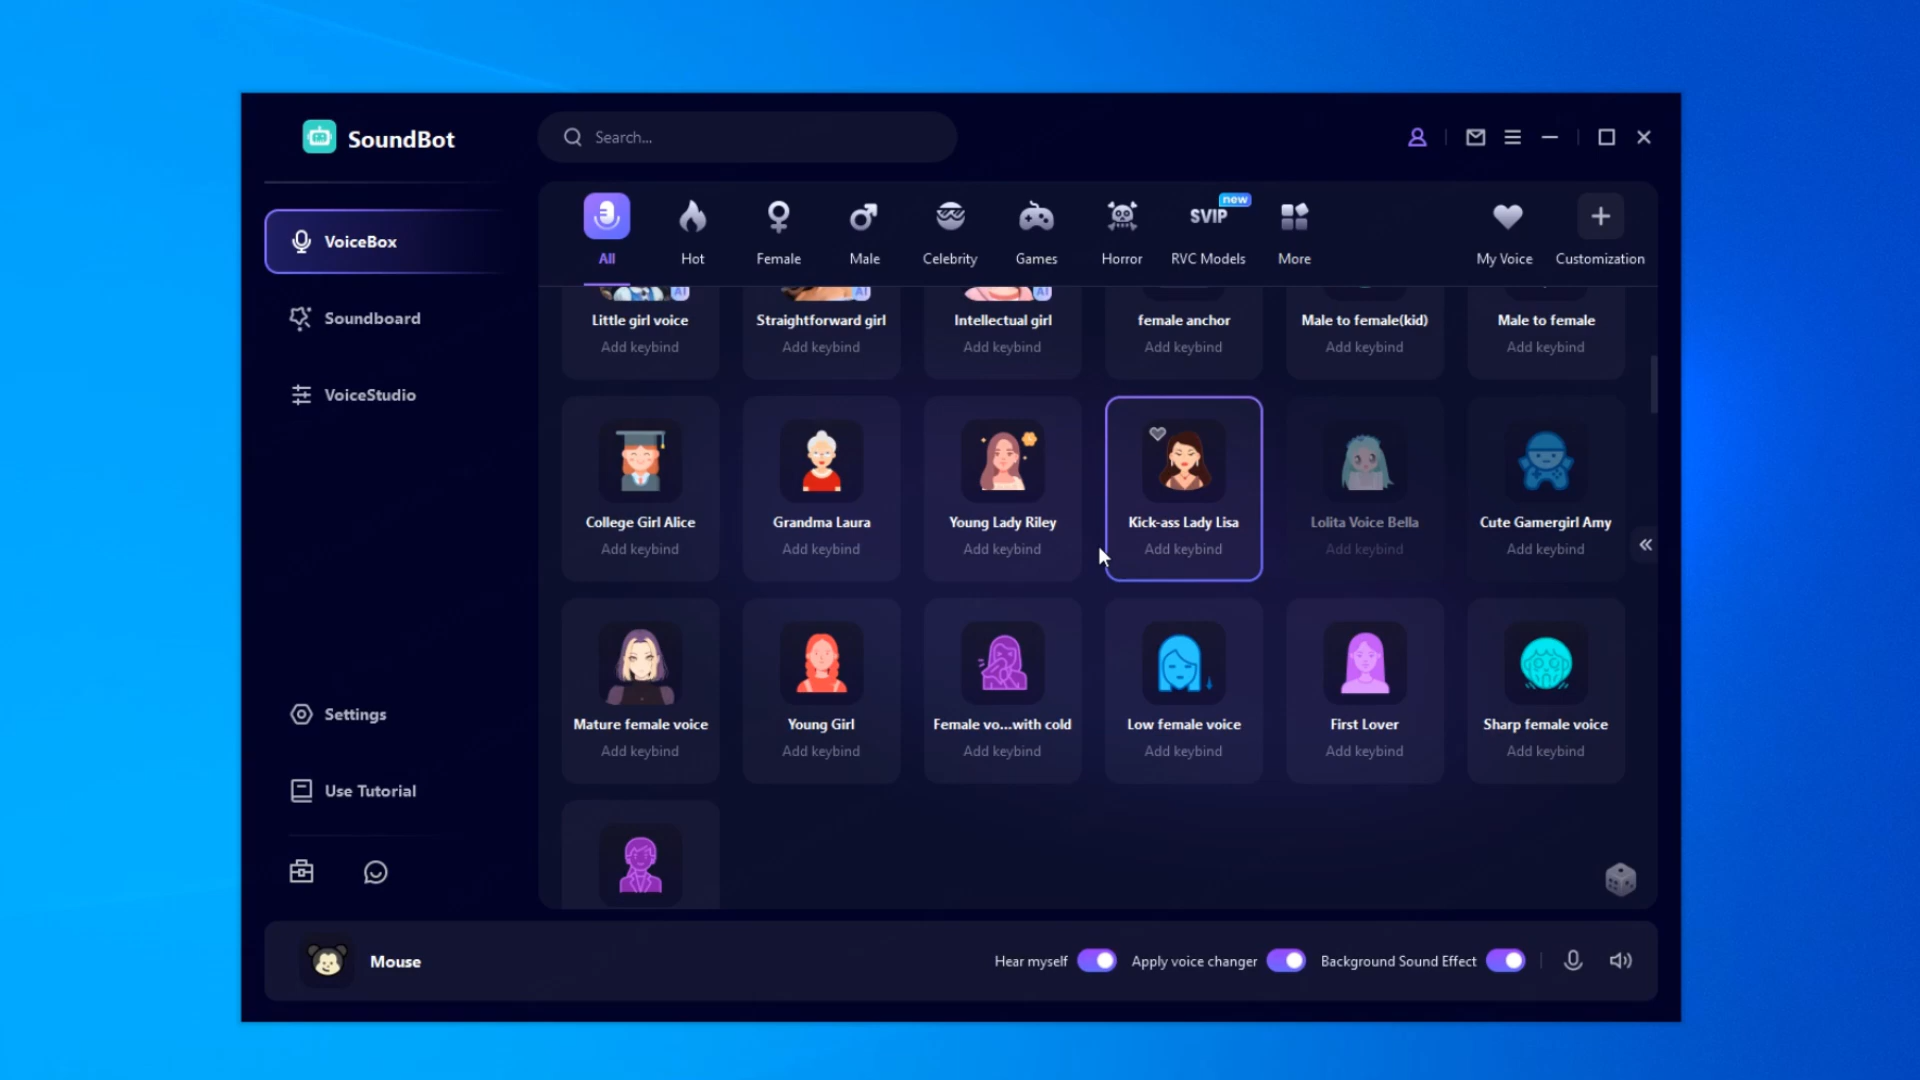 SoundBot
Search...
VoiceBox
Soundboard
VoiceStudio
Settings
Use Tutorial
new
SVIP
All
Hot
Female
Male
Celebrity
Games
Horror
RVC Models
More
My Voice
Customization
AI
AI
AI
Little girl voice
Straightforward girl
Intellectual girl
female anchor
Male to female(kid)
Male to female
Add keybind
Add keybind
Add keybind
Add keybind
Add keybind
Add keybind
College Girl Alice
Grandma Laura
Young Lady Riley
Kick-ass Lady Lisa
Lolita Voice Bella
Cute Gamergirl Amy
Add keybind
Add keybind
Add keybind
Add keybind
Add keybind
Add keybind
Mature female voice
Young Girl
Female vo...with cold
Low female voice
First Lover
Sharp female voice
Add keybind
Add keybind
Add keybind
Add keybind
Add keybind
Add keybind
Mouse
Hear myself
Apply voice changer
Background Sound Effect